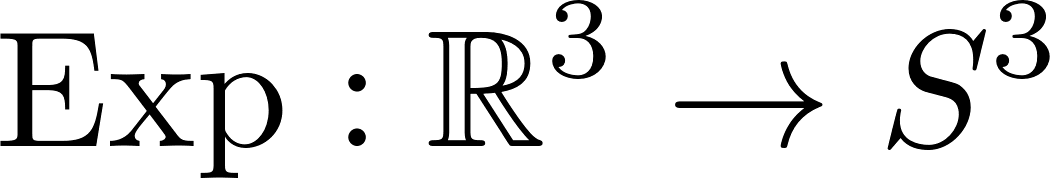 Exp : ℝ³ → S³